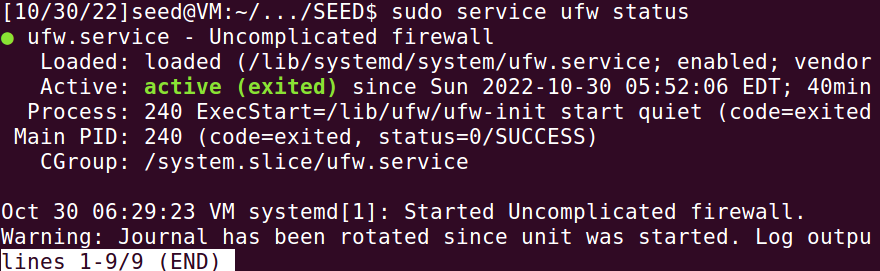 [10/30/22]seed@VM:~/.../SEED$ sudo service ufw status
● ufw.service - Uncomplicated firewall
   Loaded: loaded (/lib/systemd/system/ufw.service; enabled; vendor
   Active: active (exited) since Sun 2022-10-30 05:52:06 EDT; 40min
  Process: 240 ExecStart=/lib/ufw/ufw-init start quiet (code=exited
 Main PID: 240 (code=exited, status=0/SUCCESS)
   CGroup: /system.slice/ufw.service

Oct 30 06:29:23 VM systemd[1]: Started Uncomplicated firewall.
Warning: Journal has been rotated since unit was started. Log outpu
lines 1-9/9 (END)